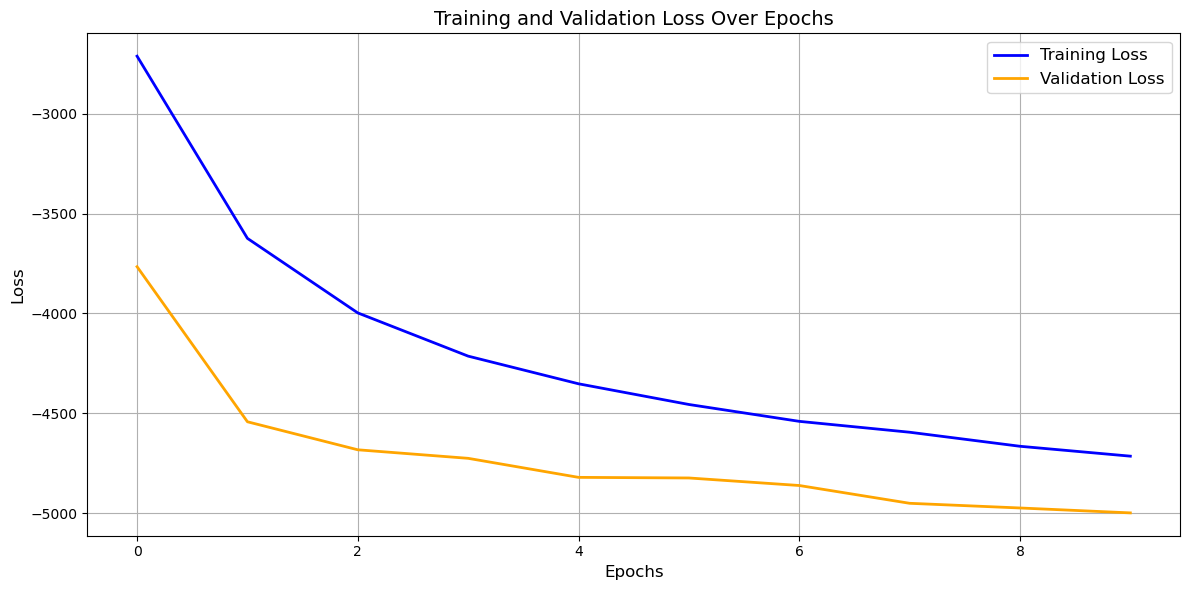 Training and Validation Loss Over Epochs
Training Loss
Validation Loss
−3000
−3500
−4000
−4500
−5000
Loss
0 2 4 6 8
Epochs